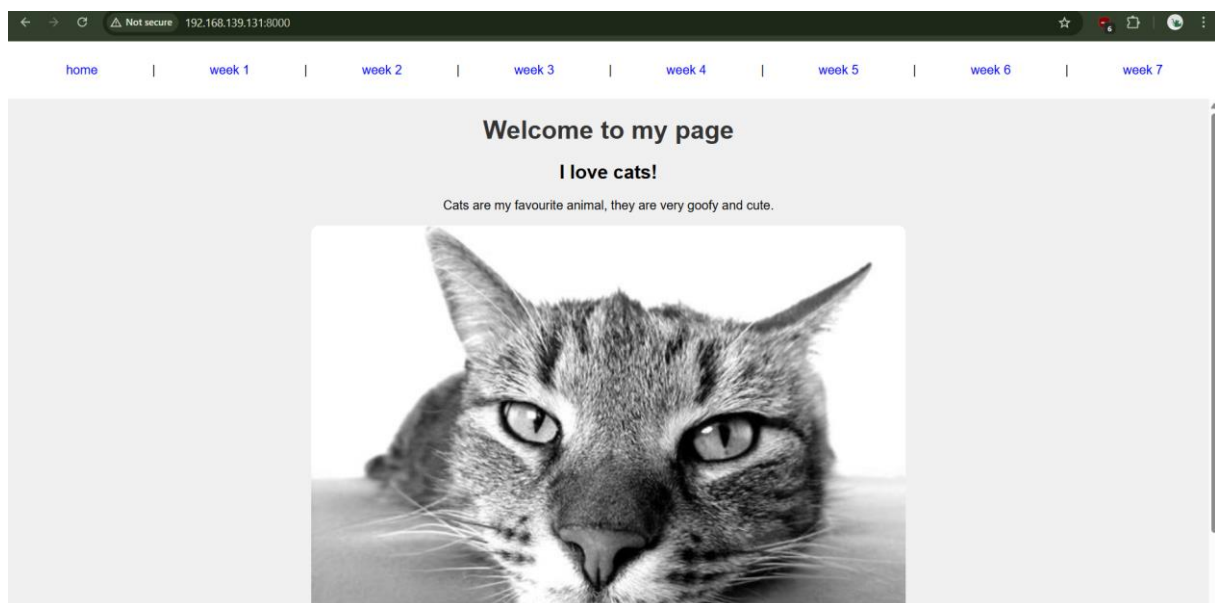 Not secure 192.168.139.131:8000
6
home | week 1 | week 2 | week 3 | week 4 | week 5 | week 6 | week 7
Welcome to my page
I love cats!
Cats are my favourite animal, they are very goofy and cute.